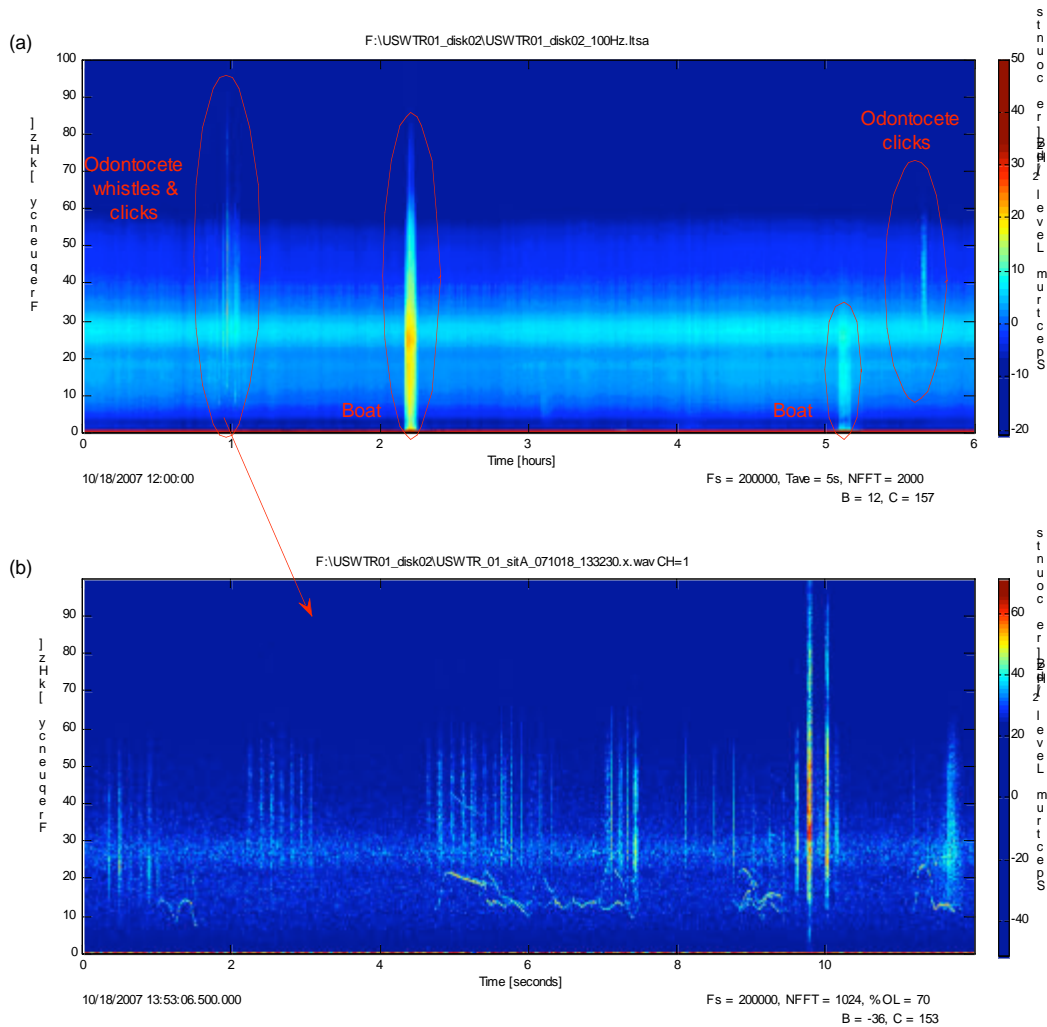 (a)
F:\USWTR01_disk02\USWTR01_disk02_100Hz.ltsa
Frequency [kHz]
100
90
80
70
60
50
40
30
20
10
0
Odontocete
whistles &
clicks
Boat
Boat
Odontocete
clicks
0 1 2 3 4 5 6
Time [hours]
10/18/2007 12:00:00
Fs = 200000, Tave = 5s, NFFT = 2000
B = 12, C = 157
50
40
30
20
10
0
-10
-20
Spectrum Level [dB re counts²/Hz]
(b)
F:\USWTR01_disk02\USWTR_01_sitA_071018_133230.x.wav CH=1
Frequency [kHz]
90
80
70
60
50
40
30
20
10
0
0 2 4 6 8 10
Time [seconds]
10/18/2007 13:53:06.500.000
Fs = 200000, NFFT = 1024, %OL = 70
B = -36, C = 153
60
40
20
0
-20
-40
Spectrum Level [dB re counts²/Hz]